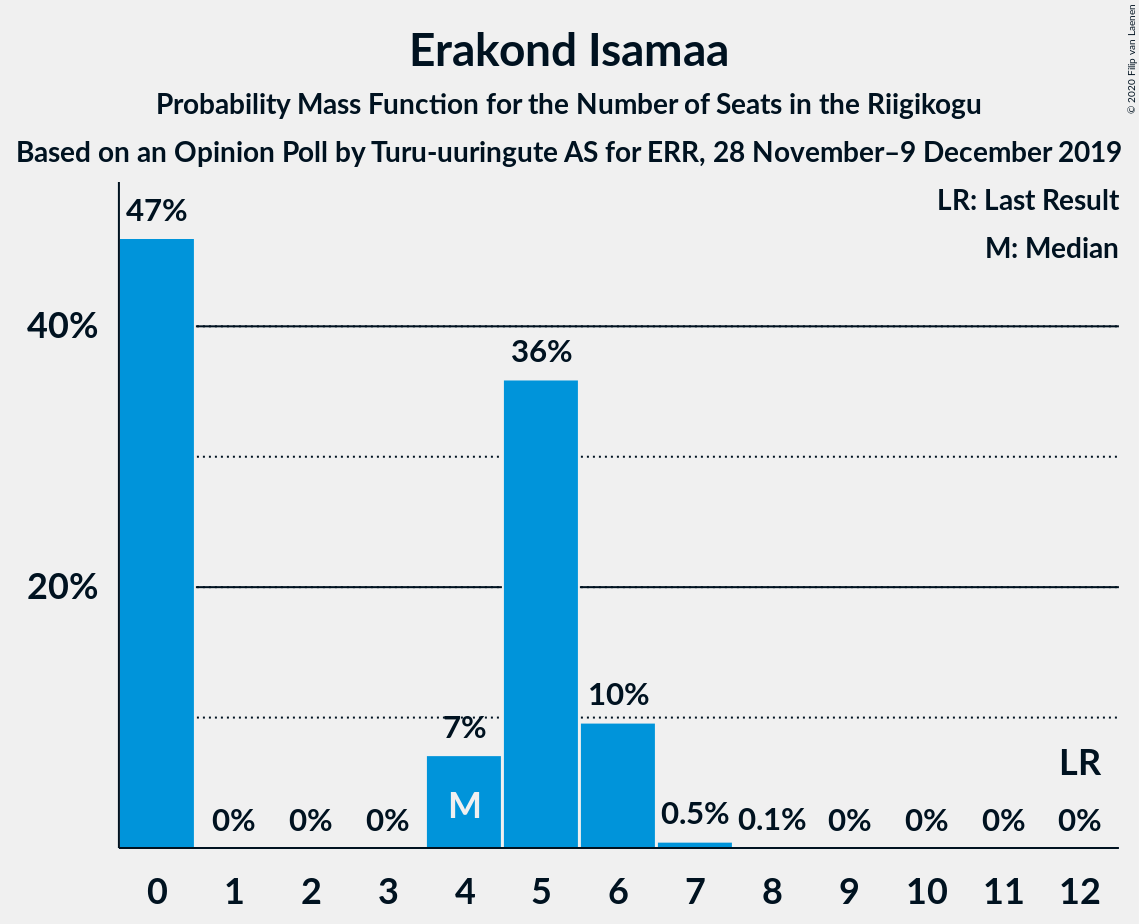 Erakond Isamaa
Probability Mass Function for the Number of Seats in the Riigikogu
Based on an Opinion Poll by Turu-uuringute AS for ERR, 28 November–9 December 2019
© 2020 Filip van Laenen
LR: Last Result
M: Median
47%
40%
36%
20%
10%
7%
M
LR
0% 0% 0% 0.5% 0.1% 0% 0% 0% 0%
0 1 2 3 4 5 6 7 8 9 10 11 12